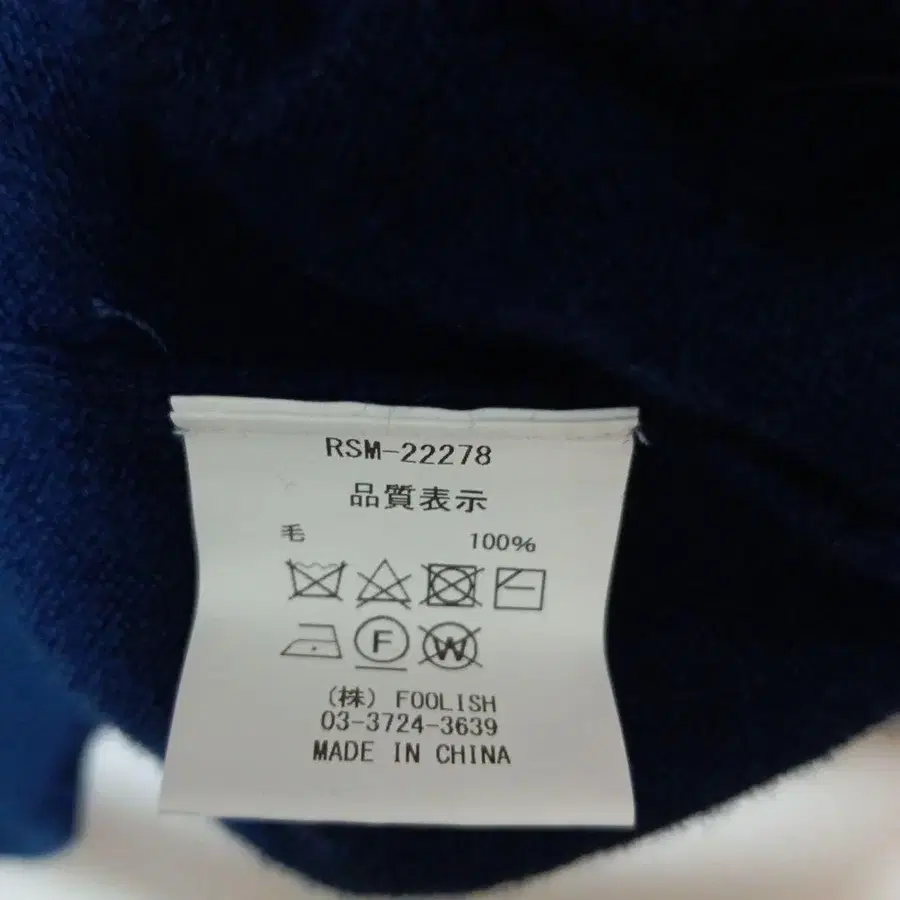 RSM-22278
品質表示
毛 100%
F W
(株) FOOLISH
03-3724-3639
MADE IN CHINA